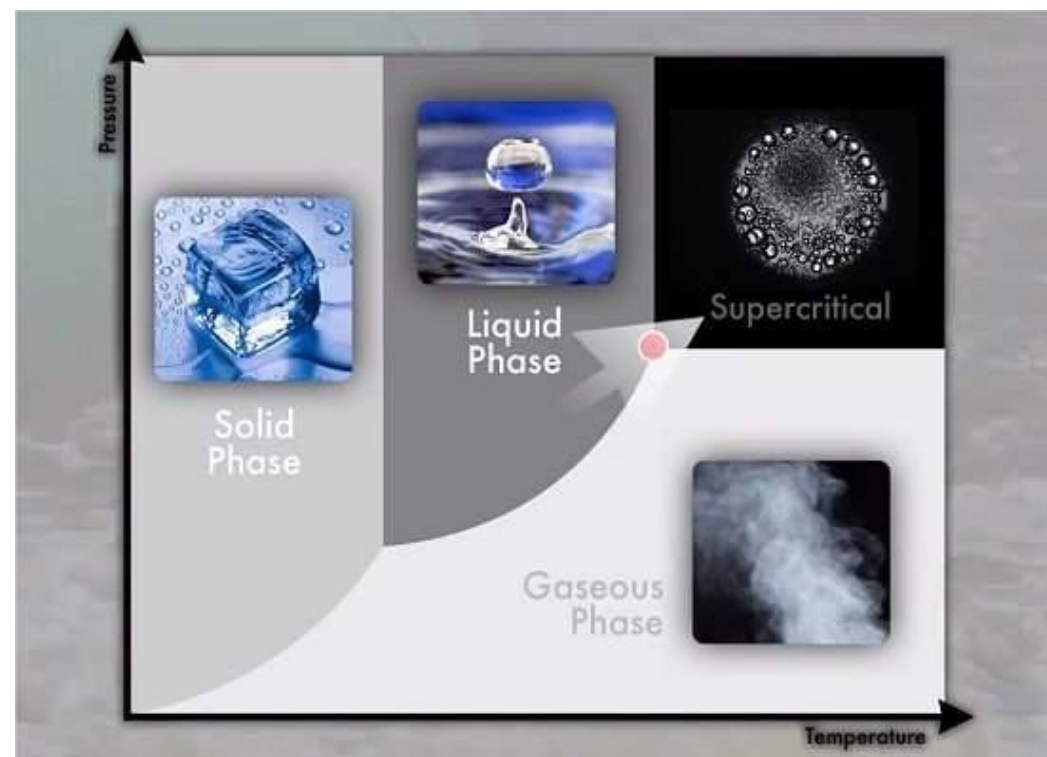 Pressure
Solid
Phase
Liquid
Phase
Supercritical
Gaseous
Phase
Temperature